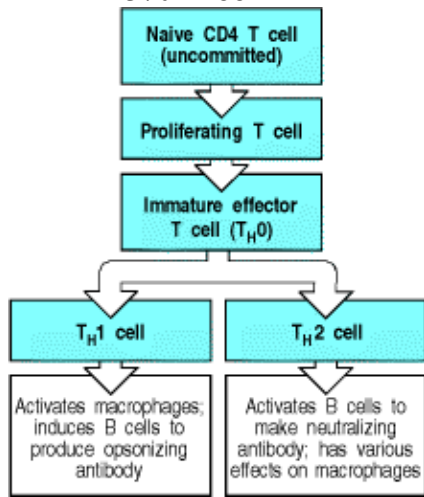 Naive CD4 T cell
(uncommitted)
Proliferating T cell
Immature effector
T cell (TH0)
TH1 cell
TH2 cell
Activates macrophages;
induces B cells to
produce opsonizing
antibody
Activates B cells to
make neutralizing
antibody; has various
effects on macrophages